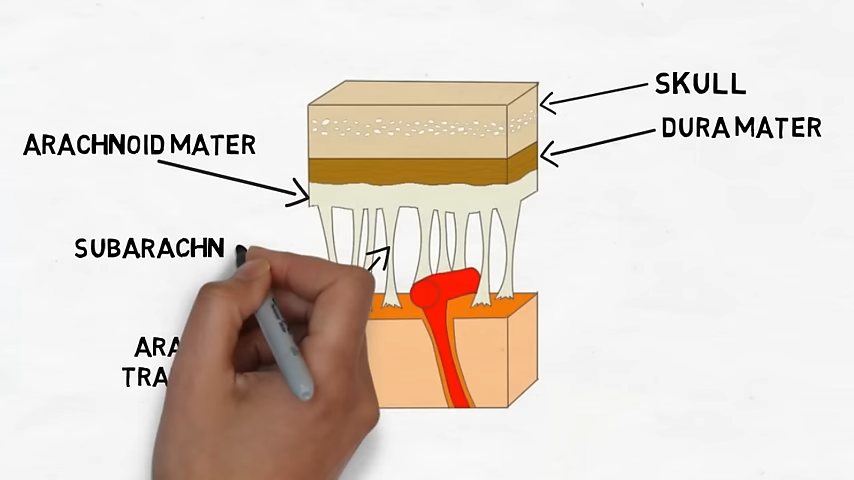 SKULL
DURA MATER
ARACHNOID MATER
SUBARACHN
ARA
TRA